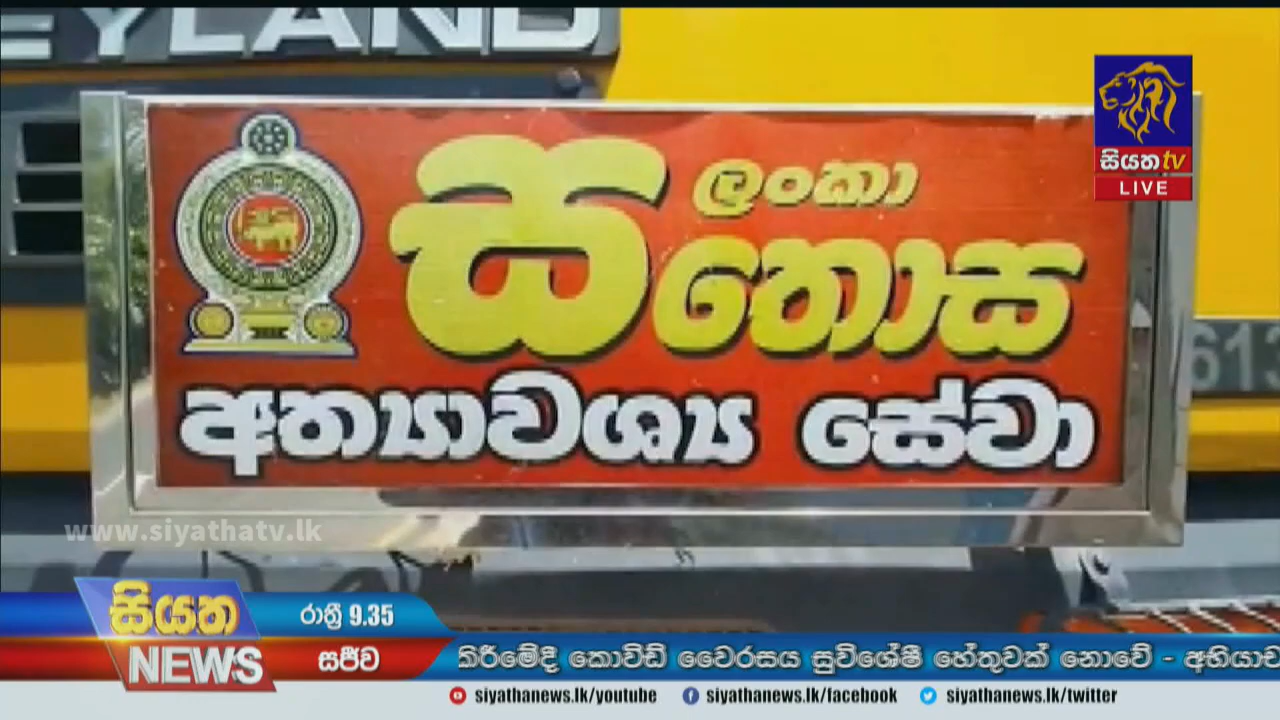 EYLAND
සියත tv
LIVE
ලංකා
සතොස
අත්‍යාවශ්‍ය සේවා
613
www.siyathatv.lk
සියත
NEWS
රාත්‍රී 9.35
සජීව
කිරීමේදී කොවිඩ් වෛරසය සුවිශේෂී හේතුවක් නොවේ - අභියාච
siyathanews.lk/youtube
siyathanews.lk/facebook
siyathanews.lk/twitter